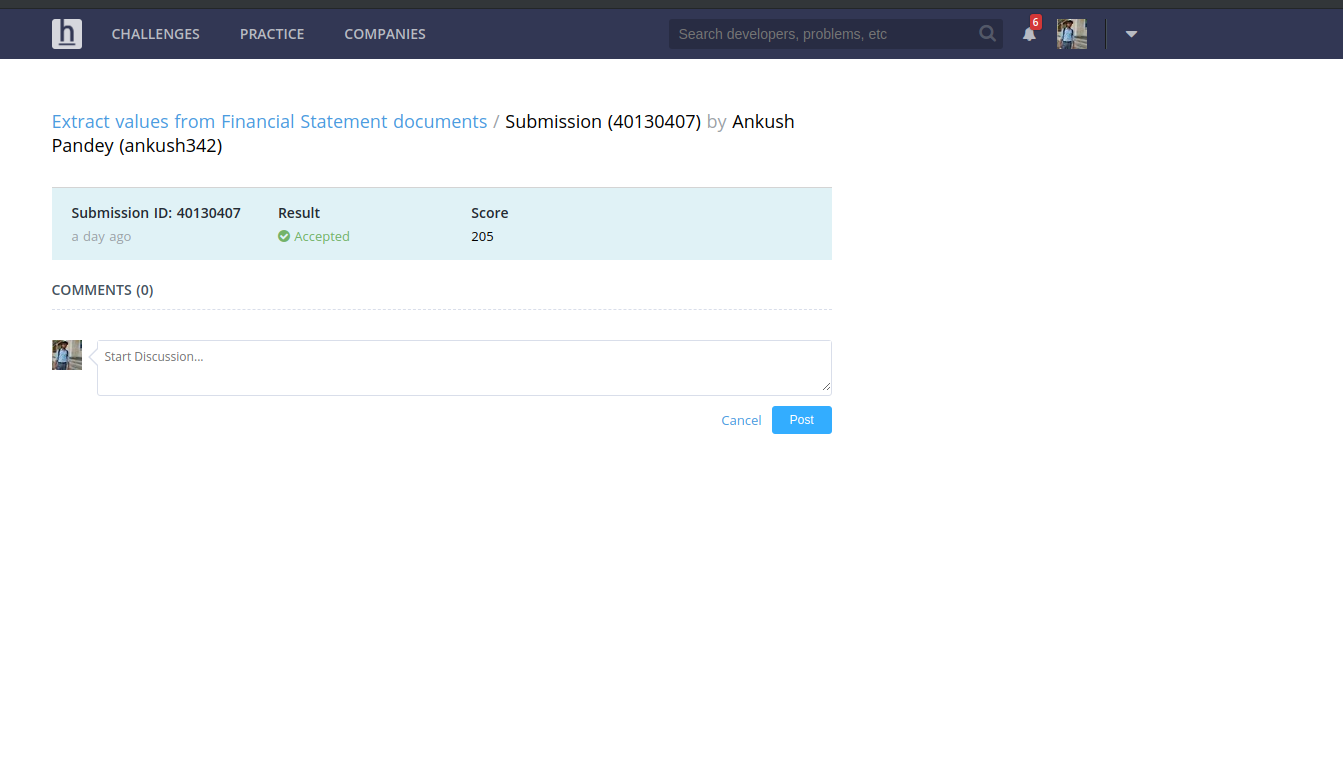 h CHALLENGES PRACTICE COMPANIES Search developers, problems, etc 6
Extract values from Financial Statement documents / Submission (40130407) by Ankush
Pandey (ankush342)
Submission ID: 40130407 Result Score
a day ago Accepted 205
COMMENTS (0)
Start Discussion...
Cancel Post